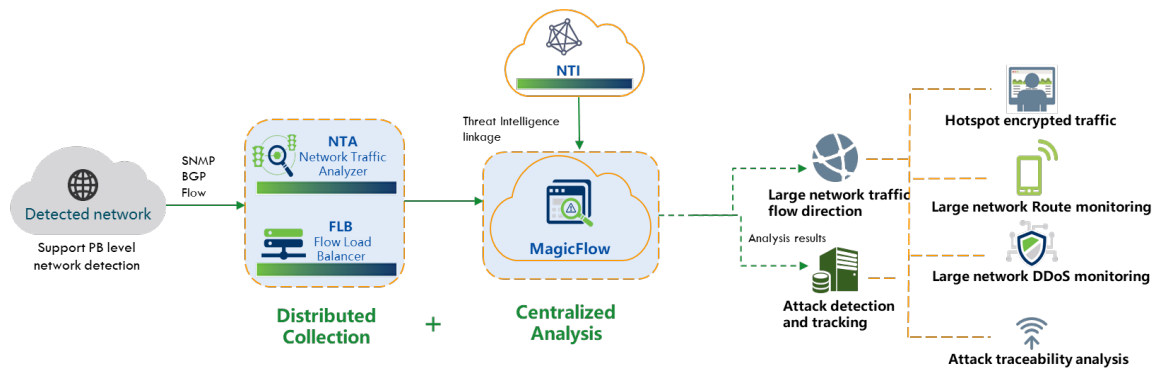 Detected network
Support PB level
network detection
SNMP
BGP
Flow
NTA
Network Traffic
Analyzer
FLB
Flow Load
Balancer
Distributed
Collection
+
NTI
Threat Intelligence
linkage
MagicFlow
Centralized
Analysis
Large network traffic
flow direction
Analysis results
Attack detection
and tracking
Hotspot encrypted traffic
Large network Route monitoring
Large network DDoS monitoring
Attack traceability analysis